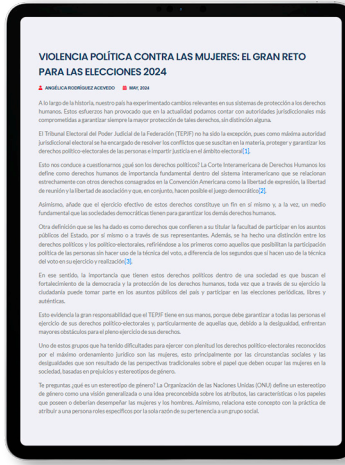 VIOLENCIA POLÍTICA CONTRA LAS MUJERES: EL GRAN RETO
PARA LAS ELECCIONES 2024
ANGÉLICA RODRÍGUEZ ACEVEDO MAY, 2024
A lo largo de la historia, nuestro país ha experimentado cambios relevantes en sus sistemas de protección a los derechos
humanos. Estos esfuerzos han provocado que en la actualidad podamos contar con autoridades jurisdiccionales más
comprometidas a garantizar siempre la mayor protección de tales derechos, sin distinción alguna.
El Tribunal Electoral del Poder Judicial de la Federación (TEPJF) no ha sido la excepción, pues como máxima autoridad
jurisdiccional electoral se ha encargado de resolver los conflictos que se suscitan en la materia, proteger y garantizar los
derechos político-electorales de las personas e impartir justicia en el ámbito electoral[1].
Esto nos conduce a cuestionarnos ¿qué son los derechos políticos? La Corte Interamericana de Derechos Humanos los
define como derechos humanos de importancia fundamental dentro del sistema interamericano que se relacionan
estrechamente con otros derechos consagrados en la Convención Americana como la libertad de expresión, la libertad
de reunión y la libertad de asociación y que, en conjunto, hacen posible el juego democrático[2].
Asimismo, añade que el ejercicio efectivo de estos derechos constituye un fin en sí mismo y, a la vez, un medio
fundamental que las sociedades democráticas tienen para garantizar los demás derechos humanos.
Otra definición que se les ha dado es como derechos que confieren a su titular la facultad de participar en los asuntos
públicos del Estado, por sí mismo o a través de sus representantes. Además, se ha hecho una distinción entre los
derechos políticos y los político-electorales, refiriéndose a los primeros como aquellos que posibilitan la participación
política de las personas sin hacer uso de la técnica del voto, a diferencia de los segundos que sí hacen uso de la técnica
del voto en su ejercicio y realización[3].
En ese sentido, la importancia que tienen estos derechos políticos dentro de una sociedad es que buscan el
fortalecimiento de la democracia y la protección de los derechos humanos, toda vez que a través de su ejercicio la
ciudadanía puede tomar parte en los asuntos públicos del país y participar en las elecciones periódicas, libres y
auténticas.
Esto evidencia la gran responsabilidad que el TEPJF tiene en sus manos, porque debe garantizar a todas las personas el
ejercicio de sus derechos político-electorales y, particularmente de aquellas que, debido a la desigualdad, enfrentan
mayores obstáculos para el pleno ejercicio de sus derechos.
Uno de estos grupos que ha tenido dificultades para ejercer con plenitud los derechos político-electorales reconocidos
por el máximo ordenamiento jurídico son las mujeres, esto principalmente por las circunstancias sociales y las
desigualdades que son resultado de las perspectivas tradicionales sobre el papel que deben ocupar las mujeres en la
sociedad, basadas en prejuicios y estereotipos de género.
Te preguntas ¿qué es un estereotipo de género? La Organización de las Naciones Unidas (ONU) define un estereotipo
de género como una visión generalizada o una idea preconcebida sobre los atributos, las características o los papeles
que poseen o deberían desempeñar las mujeres y los hombres. Asimismo, relaciona este concepto con la práctica de
atribuir a una persona roles específicos por la sola razón de su pertenencia a un grupo social.